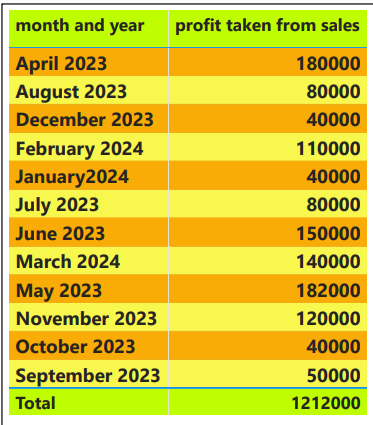 month and year profit taken from sales
April 2023 180000
August 2023 80000
December 2023 40000
February 2024 110000
January2024 40000
July 2023 80000
June 2023 150000
March 2024 140000
May 2023 182000
November 2023 120000
October 2023 40000
September 2023 50000
Total 1212000